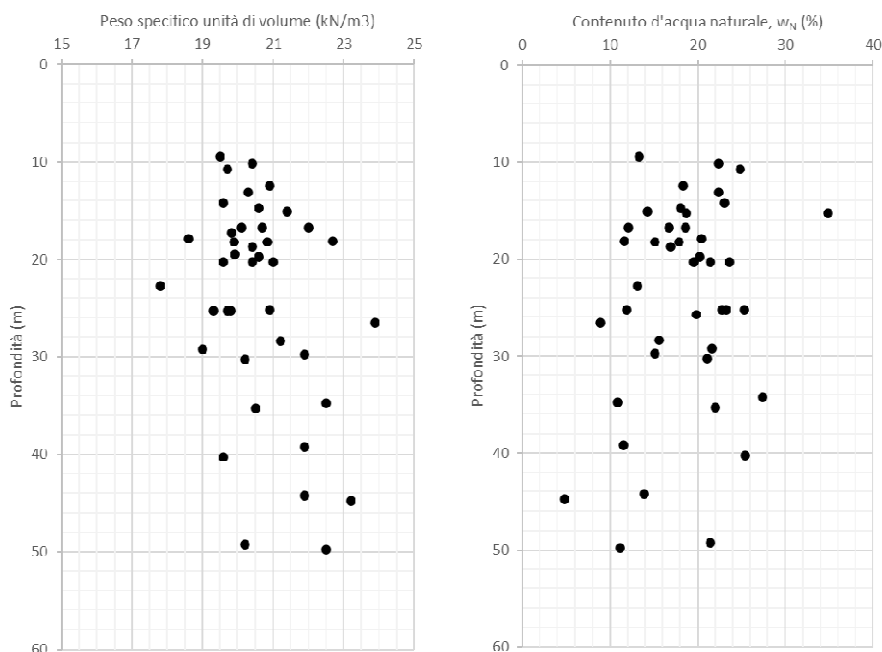 Peso specifico unità di volume (kN/m3)
15 17 19 21 23 25
0
10
20
30
40
50
60
Profondità (m)
Contenuto d'acqua naturale, wN (%)
0 10 20 30 40
0
10
20
30
40
50
60
Profondità (m)